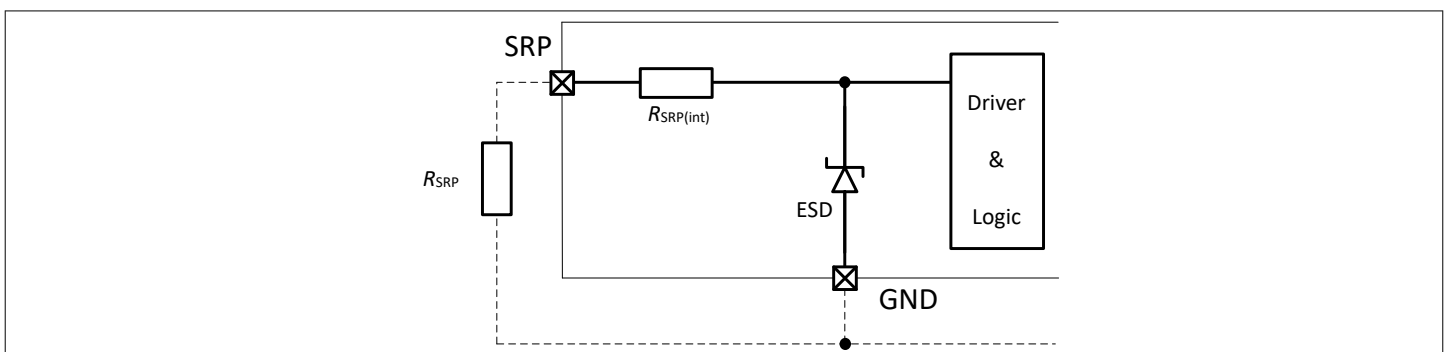 SRP
RSRP(int)
Driver
&
Logic
RSRP
ESD
GND